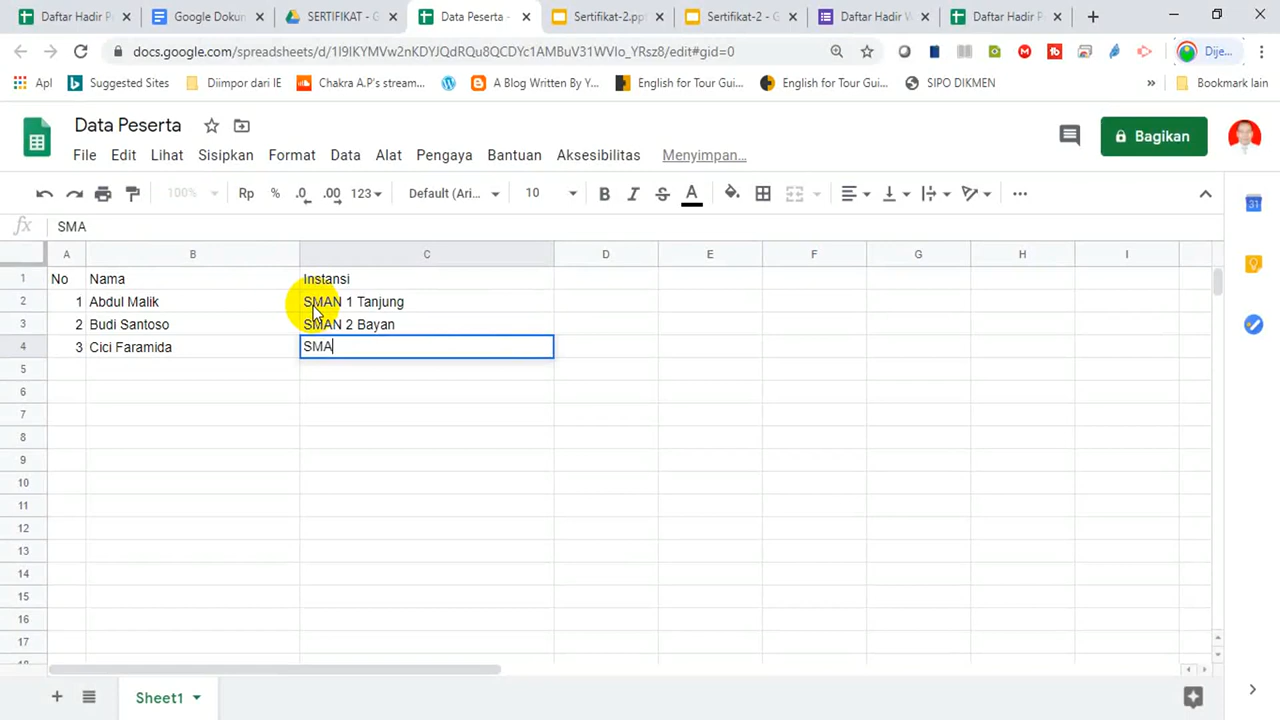 Daftar Hadir P
Google Dokun
SERTIFIKAT - G
Data Peserta -
Sertifikat-2.pp
Sertifikat-2 - G
Daftar Hadir W
Daftar Hadir P
docs.google.com/spreadsheets/d/1I9IKYMVw2nKDYJQdRQu8QCDYc1AMBuV31WVlo_YRsz8/edit#gid=0
Dije...
Apl
Suggested Sites
Diimpor dari IE
Chakra A.P's stream...
A Blog Written By Y...
English for Tour Gui...
English for Tour Gui...
SIPO DIKMEN
»
Bookmark lain
Data Peserta
Bagikan
File Edit Lihat Sisipkan Format Data Alat Pengaya Bantuan Aksesibilitas Menyimpan...
100% Rp % .0 .00 123 Default (Ari... 10 B I S A
fx SMA
A B C D E F G H I
1 No Nama Instansi
2 1 Abdul Malik SMAN 1 Tanjung
3 2 Budi Santoso SMAN 2 Bayan
4 3 Cici Faramida SMA
5
6
7
8
9
10
11
12
13
14
15
16
17
18
Sheet1
31